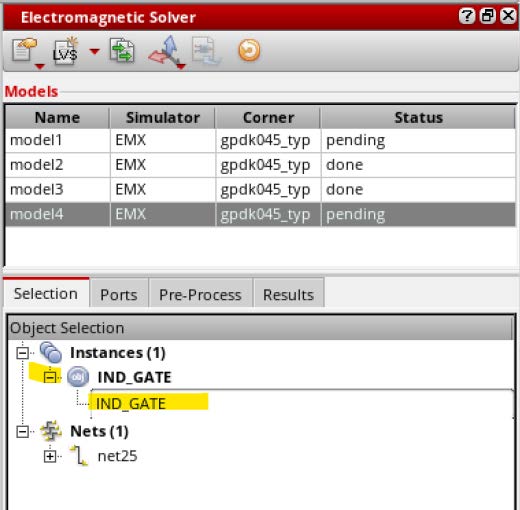 Electromagnetic Solver
LVS
Models
Name Simulator Corner Status
model1 EMX gpdk045_typ pending
model2 EMX gpdk045_typ done
model3 EMX gpdk045_typ done
model4 EMX gpdk045_typ pending
Selection Ports Pre-Process Results
Object Selection
Instances (1)
obj IND_GATE
IND_GATE
Nets (1)
net25